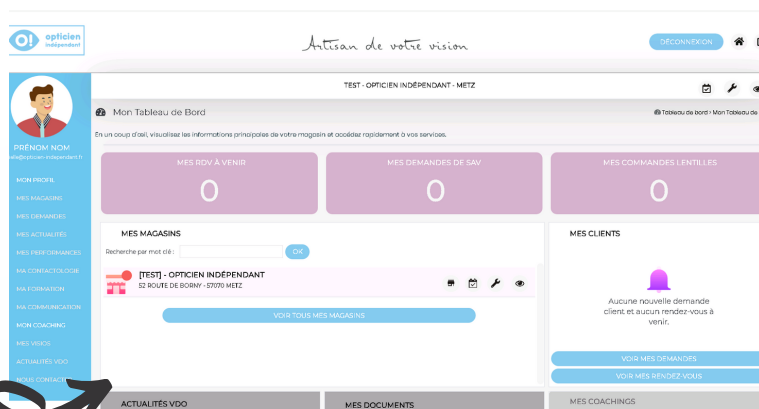 opticien
indépendant
Artisan de votre vision
DÉCONNEXION
TEST - OPTICIEN INDÉPENDANT - METZ
Mon Tableau de Bord
Tableau de bord > Mon Tableau de
En un coup d'œil, visualisez les informations principales de votre magasin et accédez rapidement à vos services.
PRÉNOM NOM
@opticien-independant.fr
MON PROFIL
MES MAGASINS
MES DEMANDES
MES ACTUALITÉS
MES PERFORMANCES
MA CONTACTOLOGIE
MA FORMATION
MA COMMUNICATION
MON COACHING
MES VISIOS
ACTUALITÉS VDO
NOUS CONTACTER
MES RDV À VENIR
0
MES DEMANDES DE SAV
0
MES COMMANDES LENTILLES
0
MES MAGASINS
Recherche par mot clé :
OK
[TEST] - OPTICIEN INDÉPENDANT
52 ROUTE DE BORNY - 57070 METZ
VOIR TOUS MES MAGASINS
MES CLIENTS
Aucune nouvelle demande
client et aucun rendez-vous à
venir.
VOIR MES DEMANDES
VOIR MES RENDEZ-VOUS
ACTUALITÉS VDO
MES DOCUMENTS
MES COACHINGS